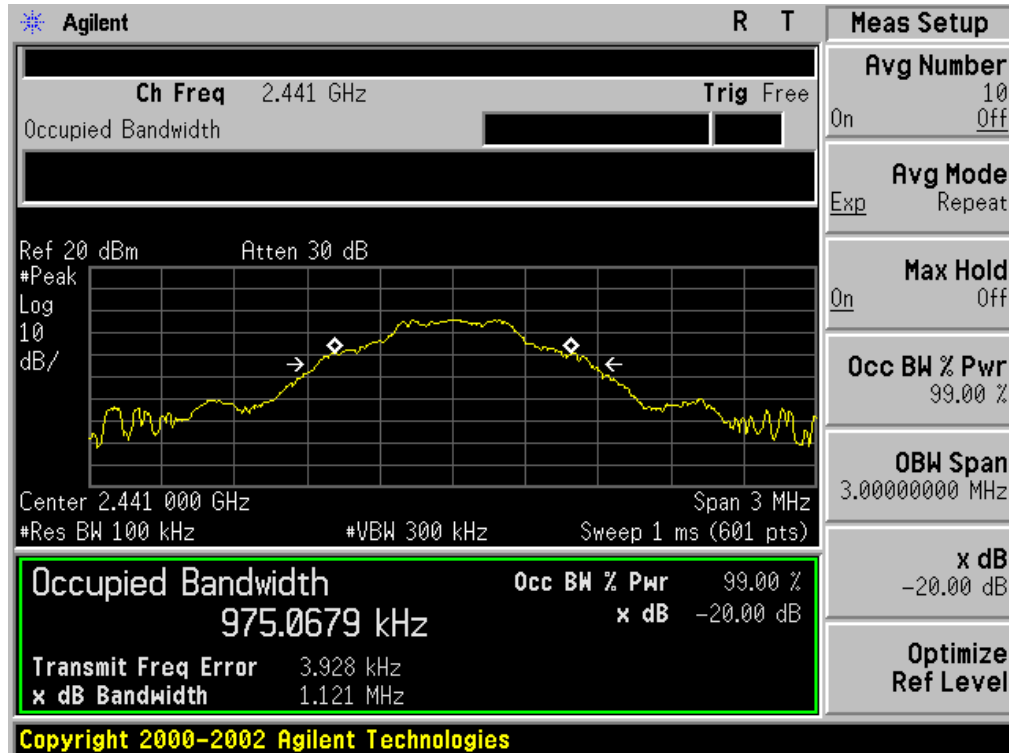 Agilent R T
Ch Freq 2.441 GHz Trig Free
Occupied Bandwidth
Ref 20 dBm Atten 30 dB
#Peak
Log
10
dB/
Center 2.441 000 GHz Span 3 MHz
#Res BW 100 kHz #VBW 300 kHz Sweep 1 ms (601 pts)
Occupied Bandwidth Occ BW % Pwr 99.00 %
975.0679 kHz x dB -20.00 dB
Transmit Freq Error 3.928 kHz
x dB Bandwidth 1.121 MHz
Copyright 2000-2002 Agilent Technologies
Meas Setup
Avg Number
10
On Off
Avg Mode
Exp Repeat
Max Hold
On Off
Occ BW % Pwr
99.00 %
OBW Span
3.00000000 MHz
x dB
-20.00 dB
Optimize
Ref Level